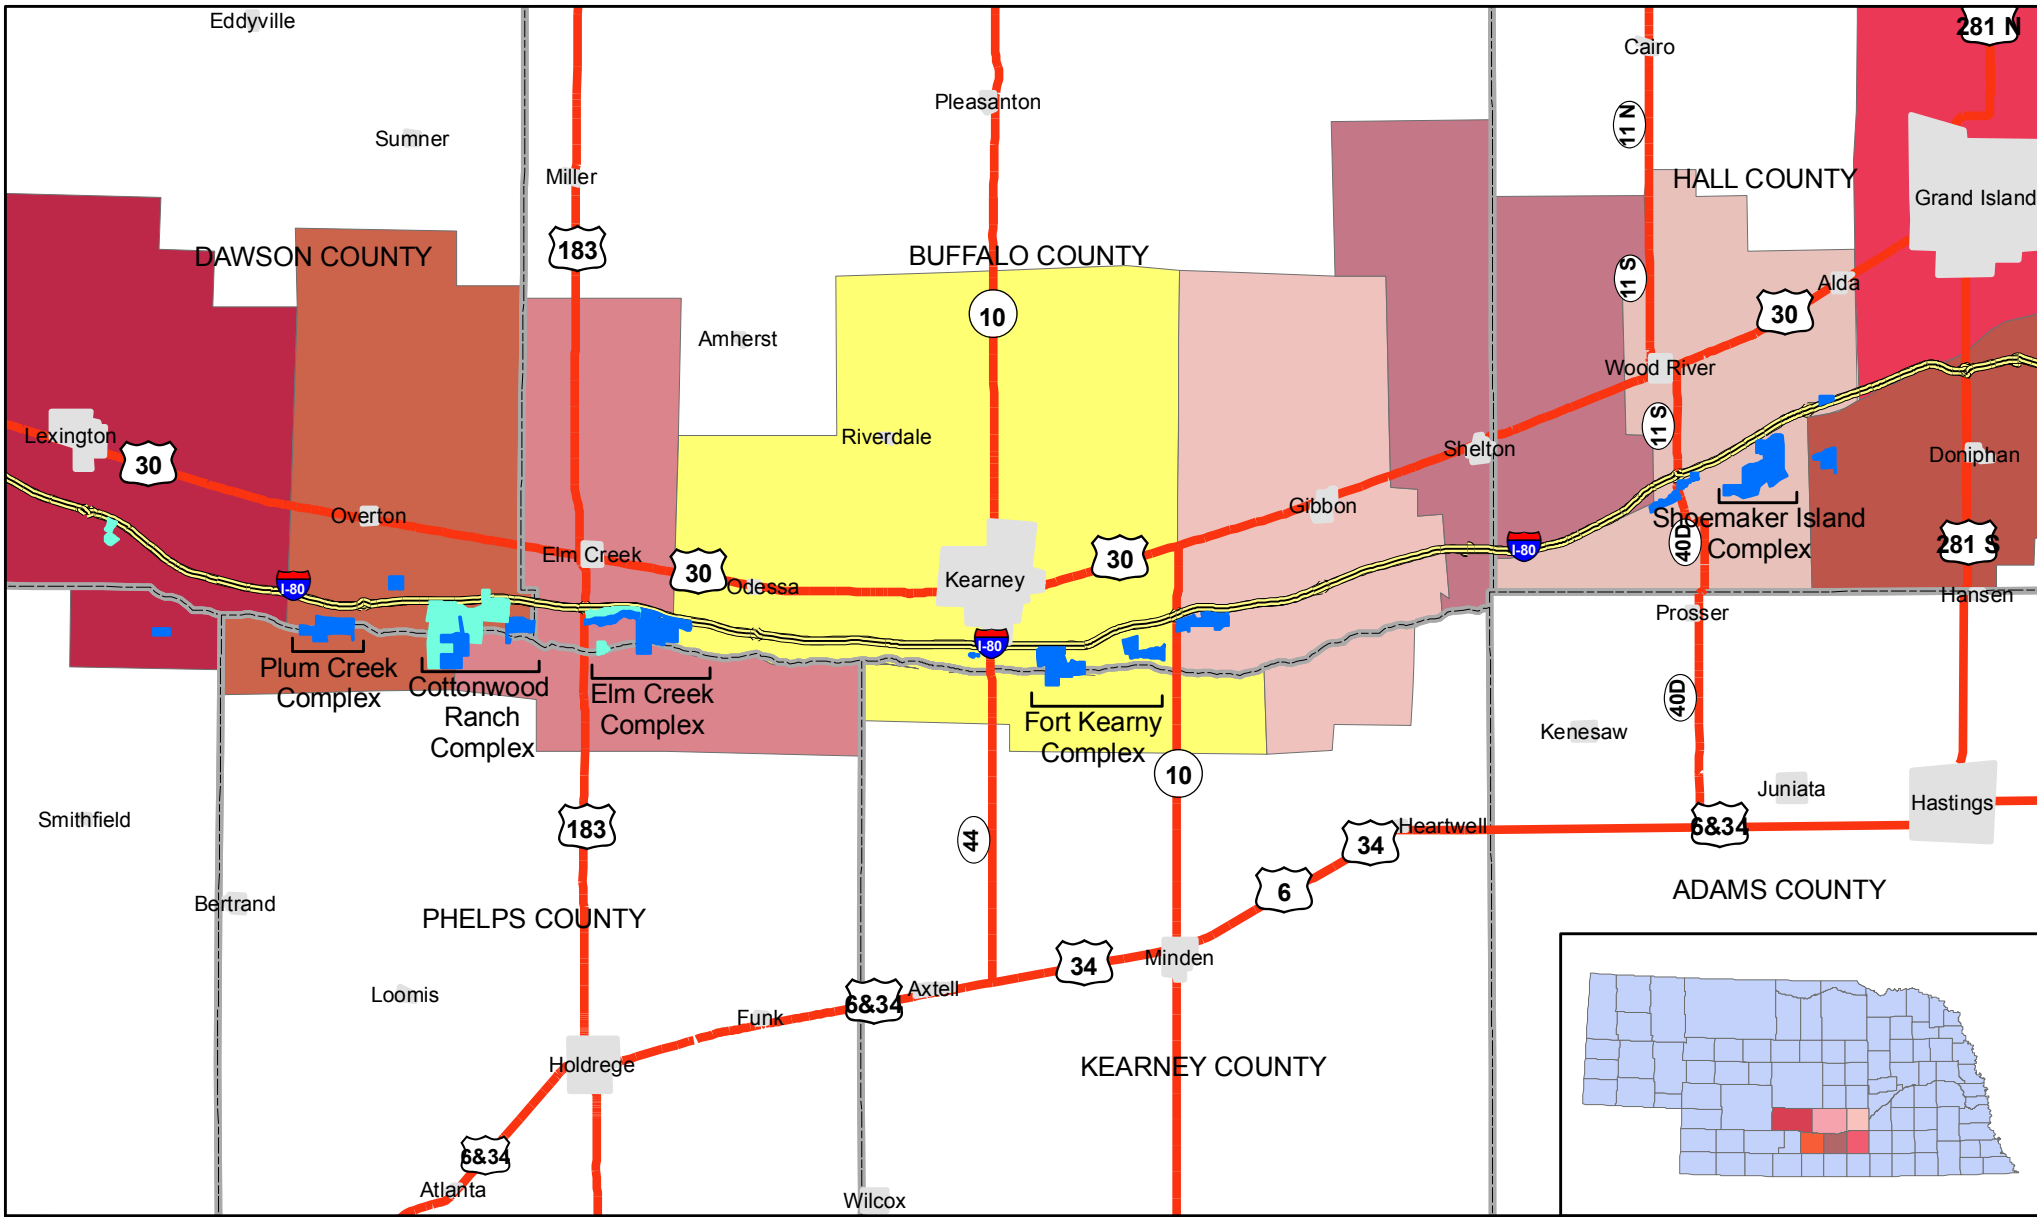 Eddyville
281 N
Cairo
Pleasanton
11 N
Sumner
Miller
HALL COUNTY
Grand Island
183
DAWSON COUNTY
BUFFALO COUNTY
11 S
Alda
10
30
Amherst
Wood River
11 S
Lexington
Riverdale
Shelton
Doniphan
30
Gibbon
Overton
Shoemaker Island
Complex
40D
281 S
I-80
Elm Creek
30
30
Odessa
Kearney
I-80
Hansen
Prosser
I-80
Plum Creek
Complex
Cottonwood
Ranch
Complex
Elm Creek
Complex
Fort Kearny
Complex
40D
Kenesaw
10
Juniata
Hastings
Smithfield
183
44
34
Heartwell
6&34
6
ADAMS COUNTY
Bertrand
PHELPS COUNTY
Minden
34
Loomis
Axtell
6&34
Funk
Holdrege
KEARNEY COUNTY
6&34
Atlanta
Wilcox